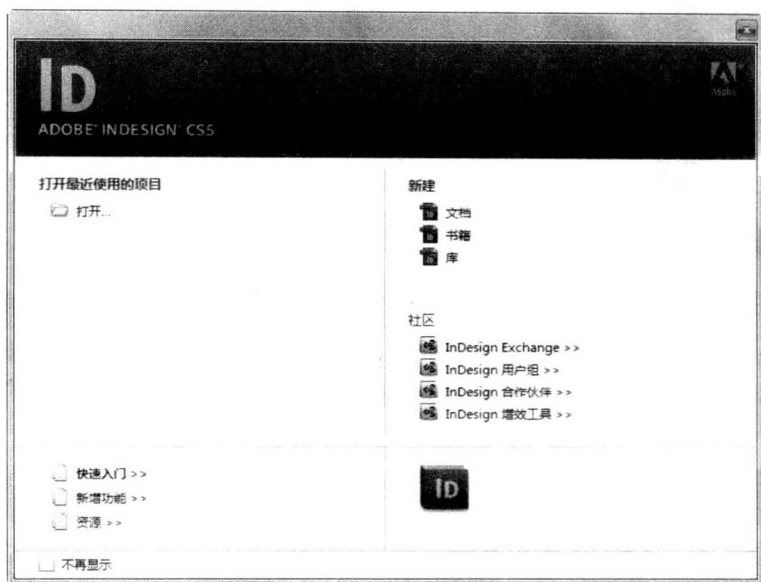 ID
ADOBE® INDESIGN® CS5
Adobe
打开最近使用的项目
打开...
新建
文档
书籍
库
社区
InDesign Exchange >>
InDesign 用户组 >>
InDesign 合作伙伴 >>
InDesign 增效工具 >>
快速入门 >>
新增功能 >>
资源 >>
ID
不再显示